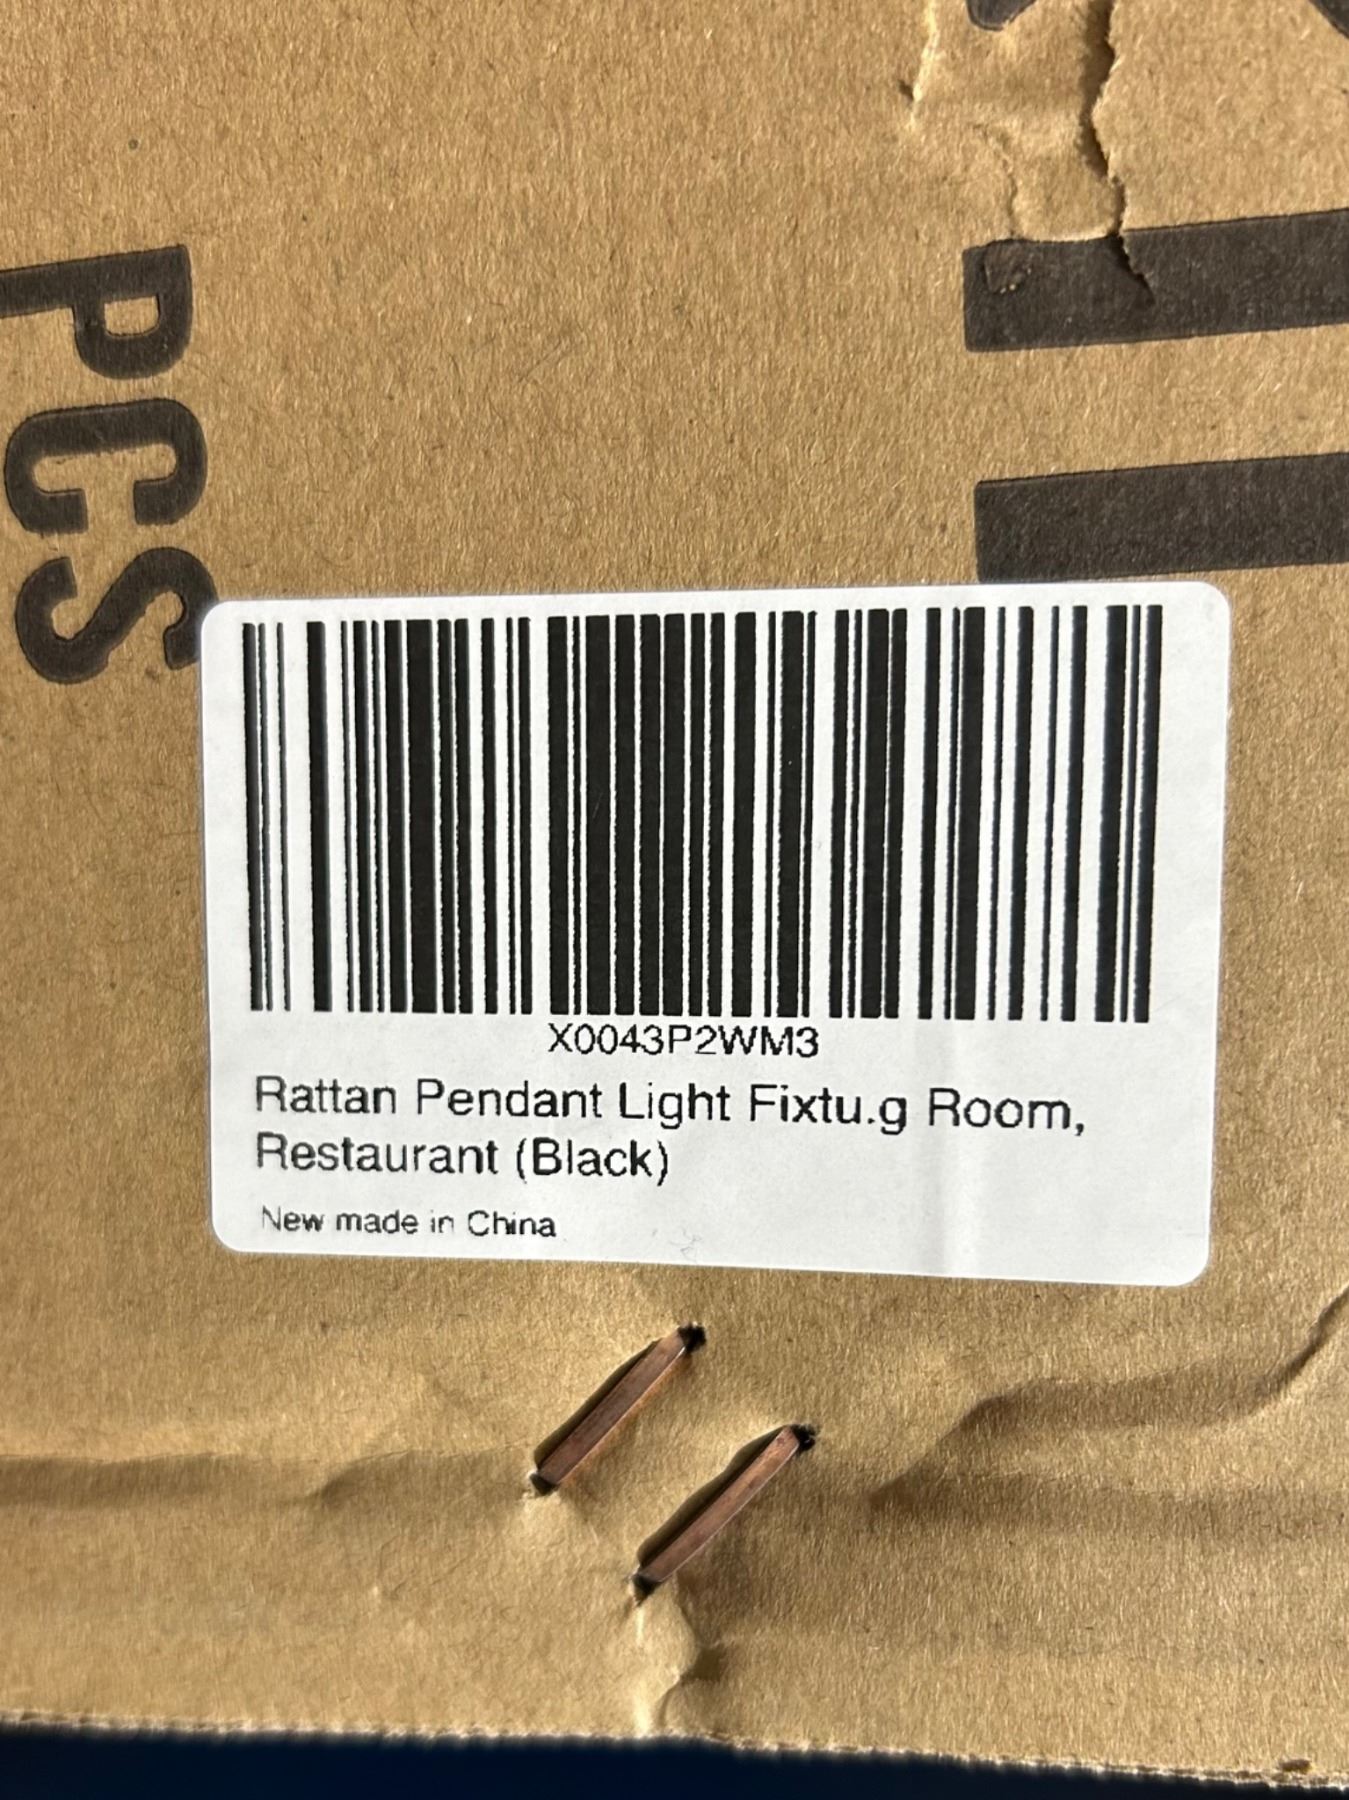 PCS
X0043P2WM3
Rattan Pendant Light Fixtu.g Room,
Restaurant (Black)
New made in China